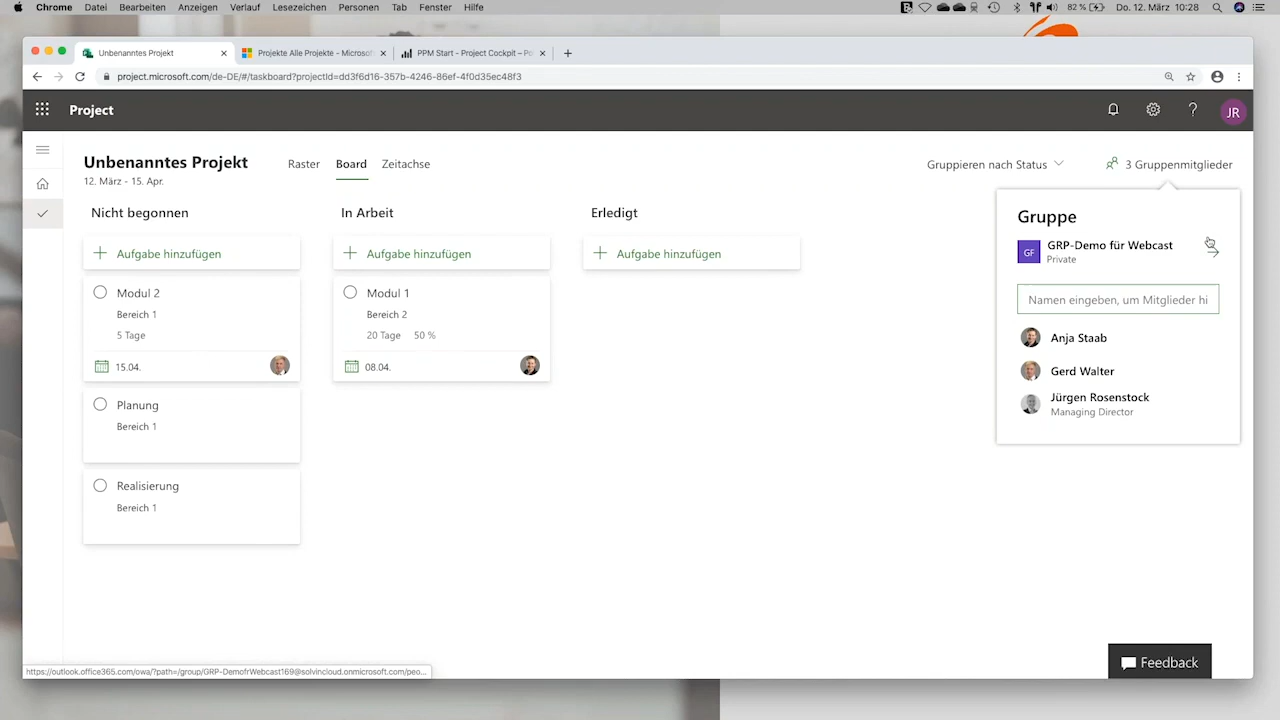 Chrome Datei Bearbeiten Anzeigen Verlauf Lesezeichen Personen Tab Fenster Hilfe 82 % Do. 12. März 10:28
Unbenanntes Projekt Projekte Alle Projekte - Microsoft PPM Start - Project Cockpit – P
project.microsoft.com/de-DE/#/taskboard?projectId=dd3f6d16-357b-4246-86ef-4f0d35ec48f3
Project JR
Unbenanntes Projekt Raster Board Zeitachse Gruppieren nach Status 3 Gruppenmitglieder
12. März - 15. Apr.
Nicht begonnen In Arbeit Erledigt
Aufgabe hinzufügen Aufgabe hinzufügen Aufgabe hinzufügen
Modul 2
Bereich 1
5 Tage
15.04.
Planung
Bereich 1
Realisierung
Bereich 1
Modul 1
Bereich 2
20 Tage 50 %
08.04.
Gruppe
GF GRP-Demo für Webcast
Private
Namen eingeben, um Mitglieder hi
Anja Staab
Gerd Walter
Jürgen Rosenstock
Managing Director
Feedback
https://outlook.office365.com/owa/?path=/group/GRP-DemofrWebcast169@solvincloud.onmicrosoft.com/peo...